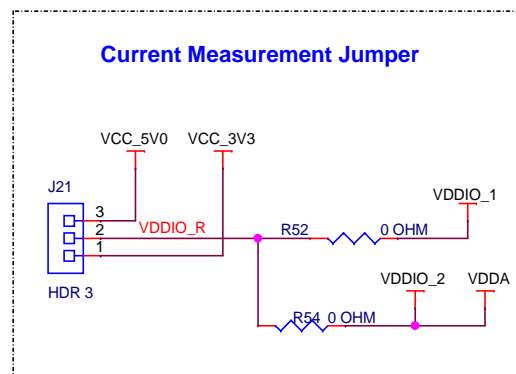 Current Measurement Jumper
VCC_5V0 VCC_3V3
J21
3
2
1
VDDIO_R
HDR 3
R52 0 OHM
VDDIO_1
R54 0 OHM
VDDIO_2 VDDA